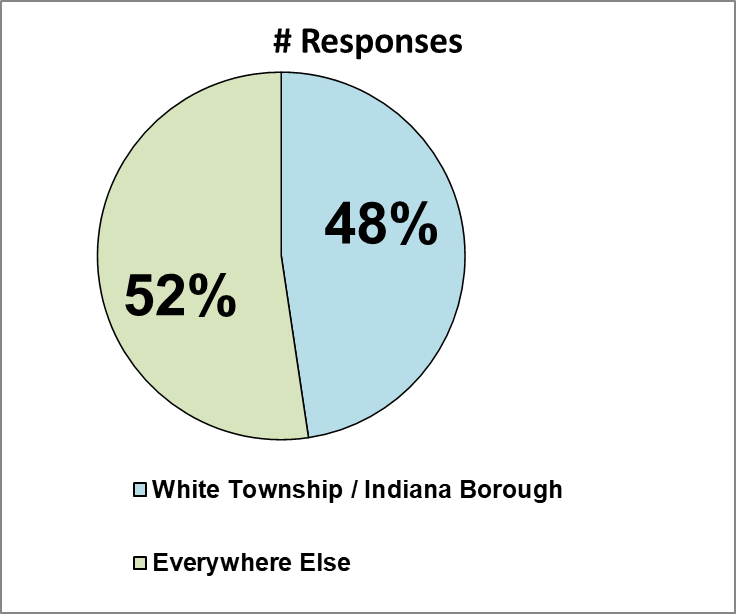 # Responses
48%
52%
White Township / Indiana Borough
Everywhere Else